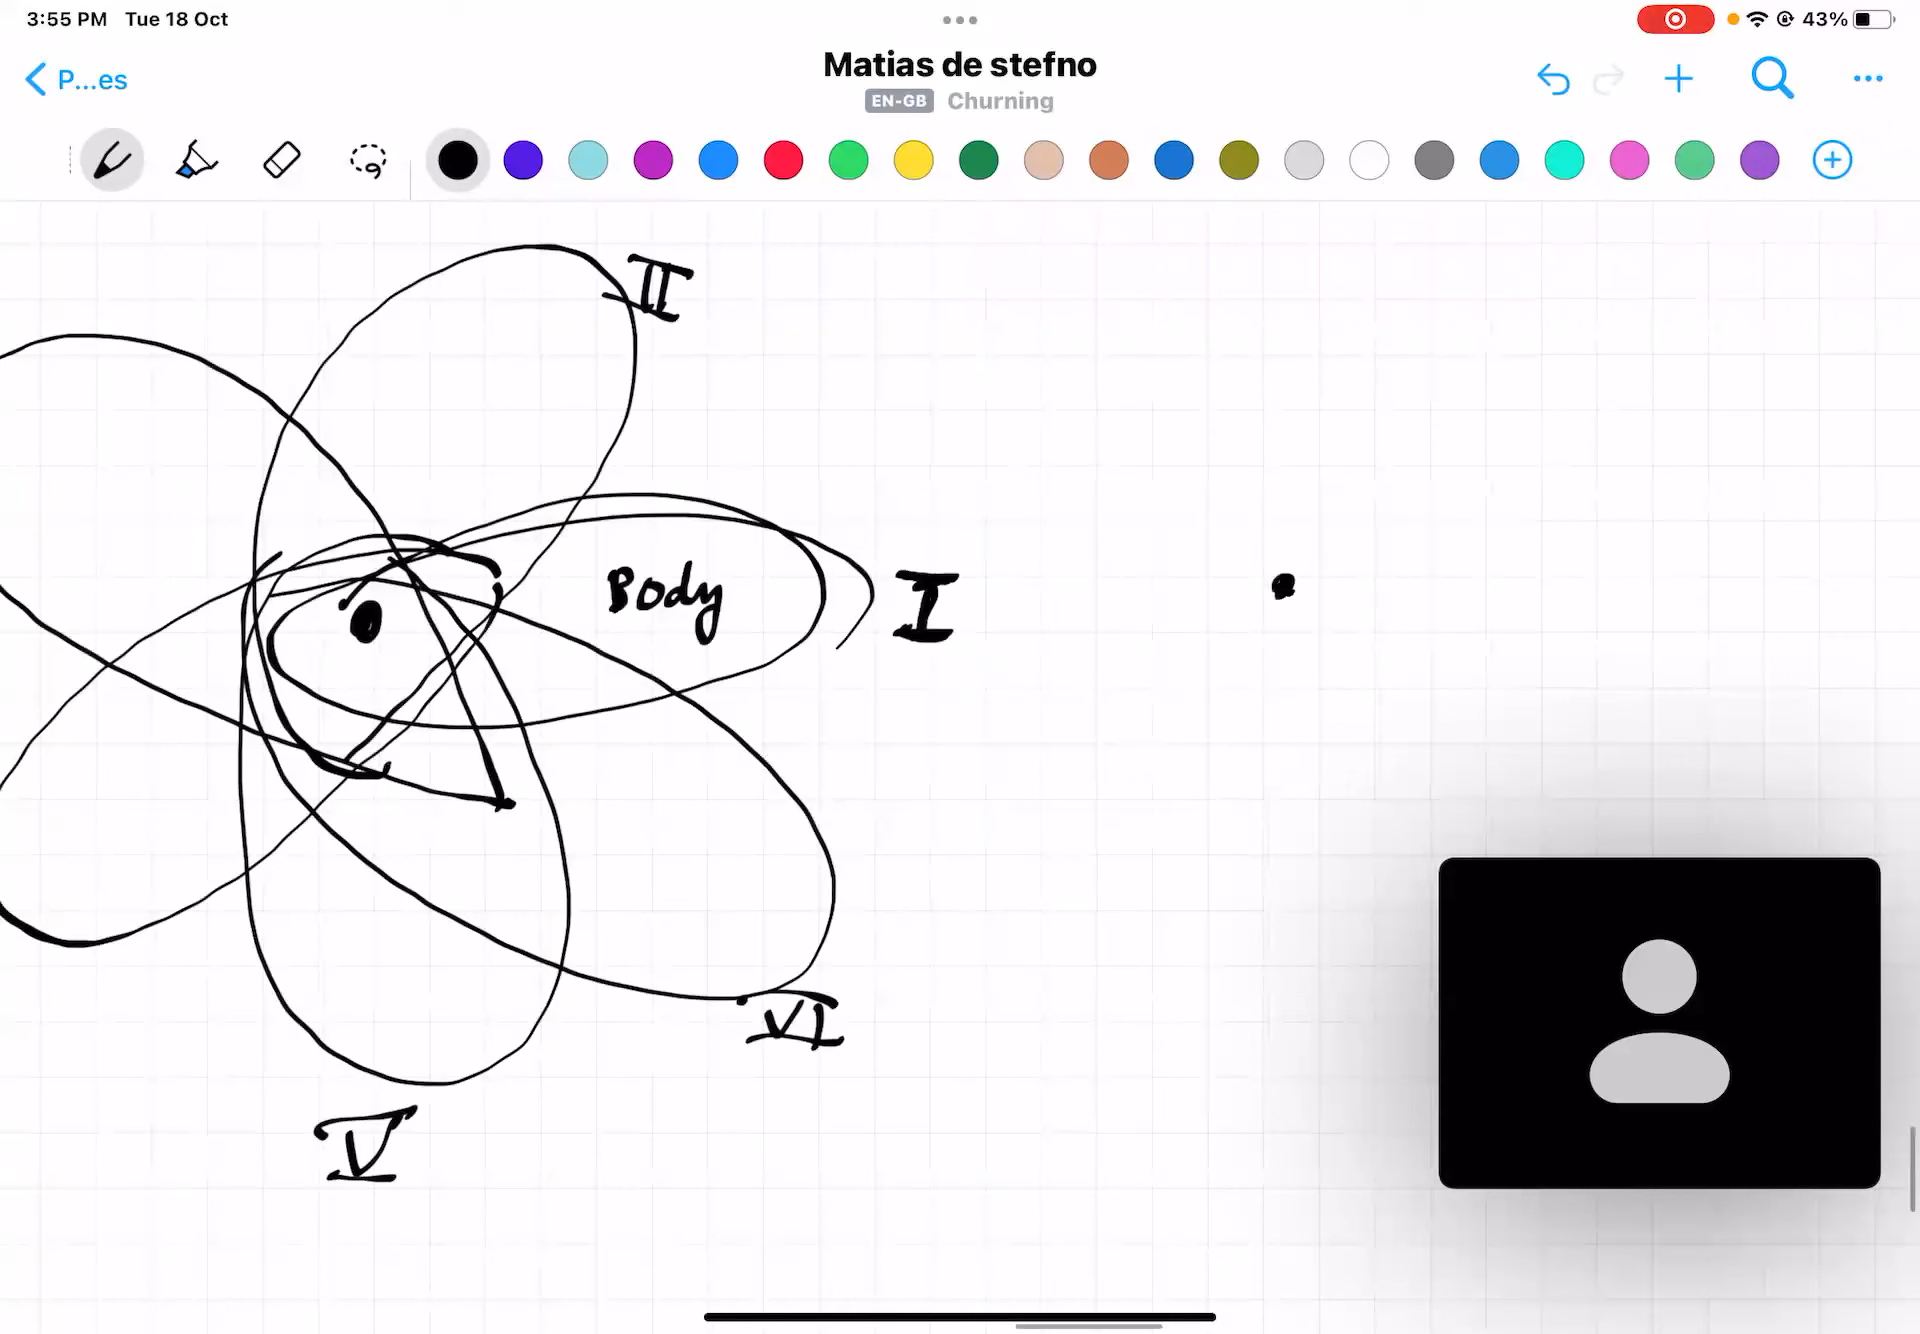 3:55 PM Tue 18 Oct
43%
P...es
Matias de stefno
EN-GB Churning
II
Body
I
VI
V